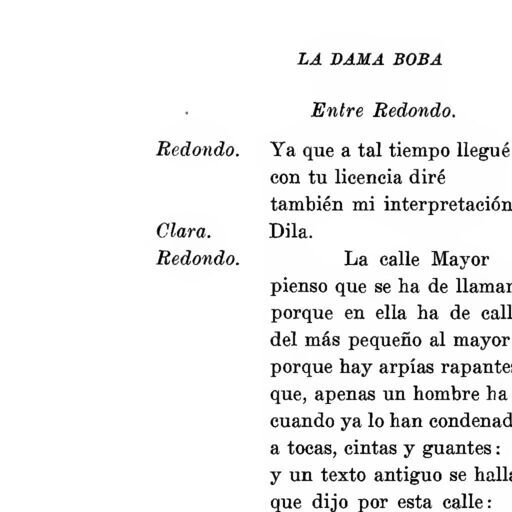 LA DAMA BOBA
Entre Redondo.
Redondo. Ya que a tal tiempo llegué
con tu licencia diré
también mi interpretación
Clara. Dila.
Redondo. La calle Mayor
pienso que se ha de llamar
porque en ella ha de call
del más pequeño al mayor
porque hay arpías rapantes
que, apenas un hombre ha
cuando ya lo han condenad
a tocas, cintas y guantes:
y un texto antiguo se halla
que dijo por esta calle: